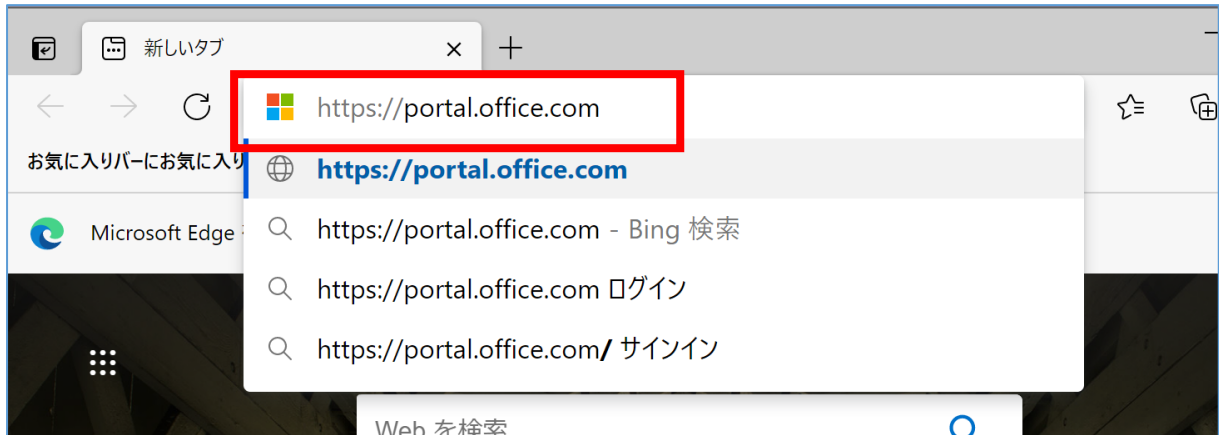 新しいタブ
https://portal.office.com
お気に入りバーにお気に入り
https://portal.office.com
Microsoft Edge
https://portal.office.com - Bing 検索
https://portal.office.com ログイン
https://portal.office.com/ サインイン
Web を検索